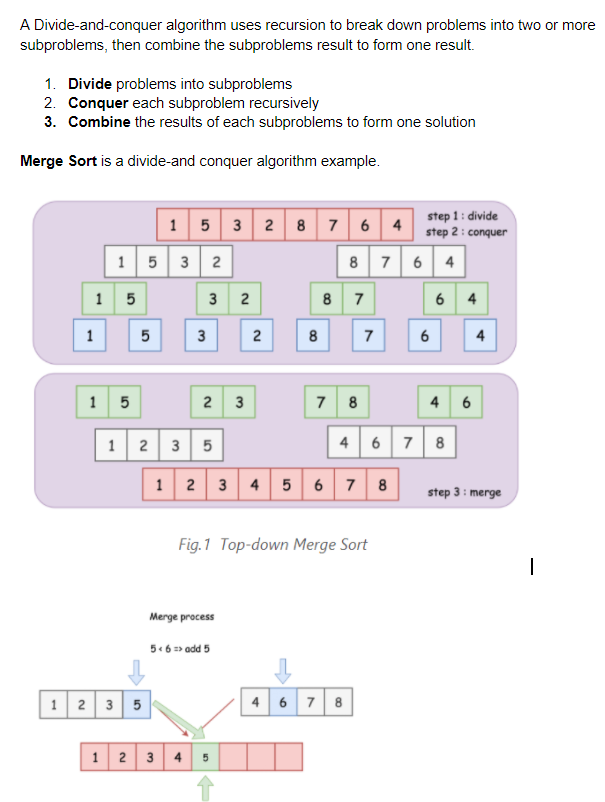 A Divide-and-conquer algorithm uses recursion to break down problems into two or more
subproblems, then combine the subproblems result to form one result.
1. Divide problems into subproblems
2. Conquer each subproblem recursively
3. Combine the results of each subproblems to form one solution
Merge Sort is a divide-and conquer algorithm example.
1 5 3 2 8 7 6 4
step 1 : divide
step 2 : conquer
1 5 3 2 8 7 6 4
1 5 3 2 8 7 6 4
1 5 3 2 8 7 6 4
1 5 2 3 7 8 4 6
1 2 3 5 4 6 7 8
1 2 3 4 5 6 7 8
step 3 : merge
Fig.1 Top-down Merge Sort
Merge process
5 < 6 => add 5
1 2 3 5 4 6 7 8
1 2 3 4 5